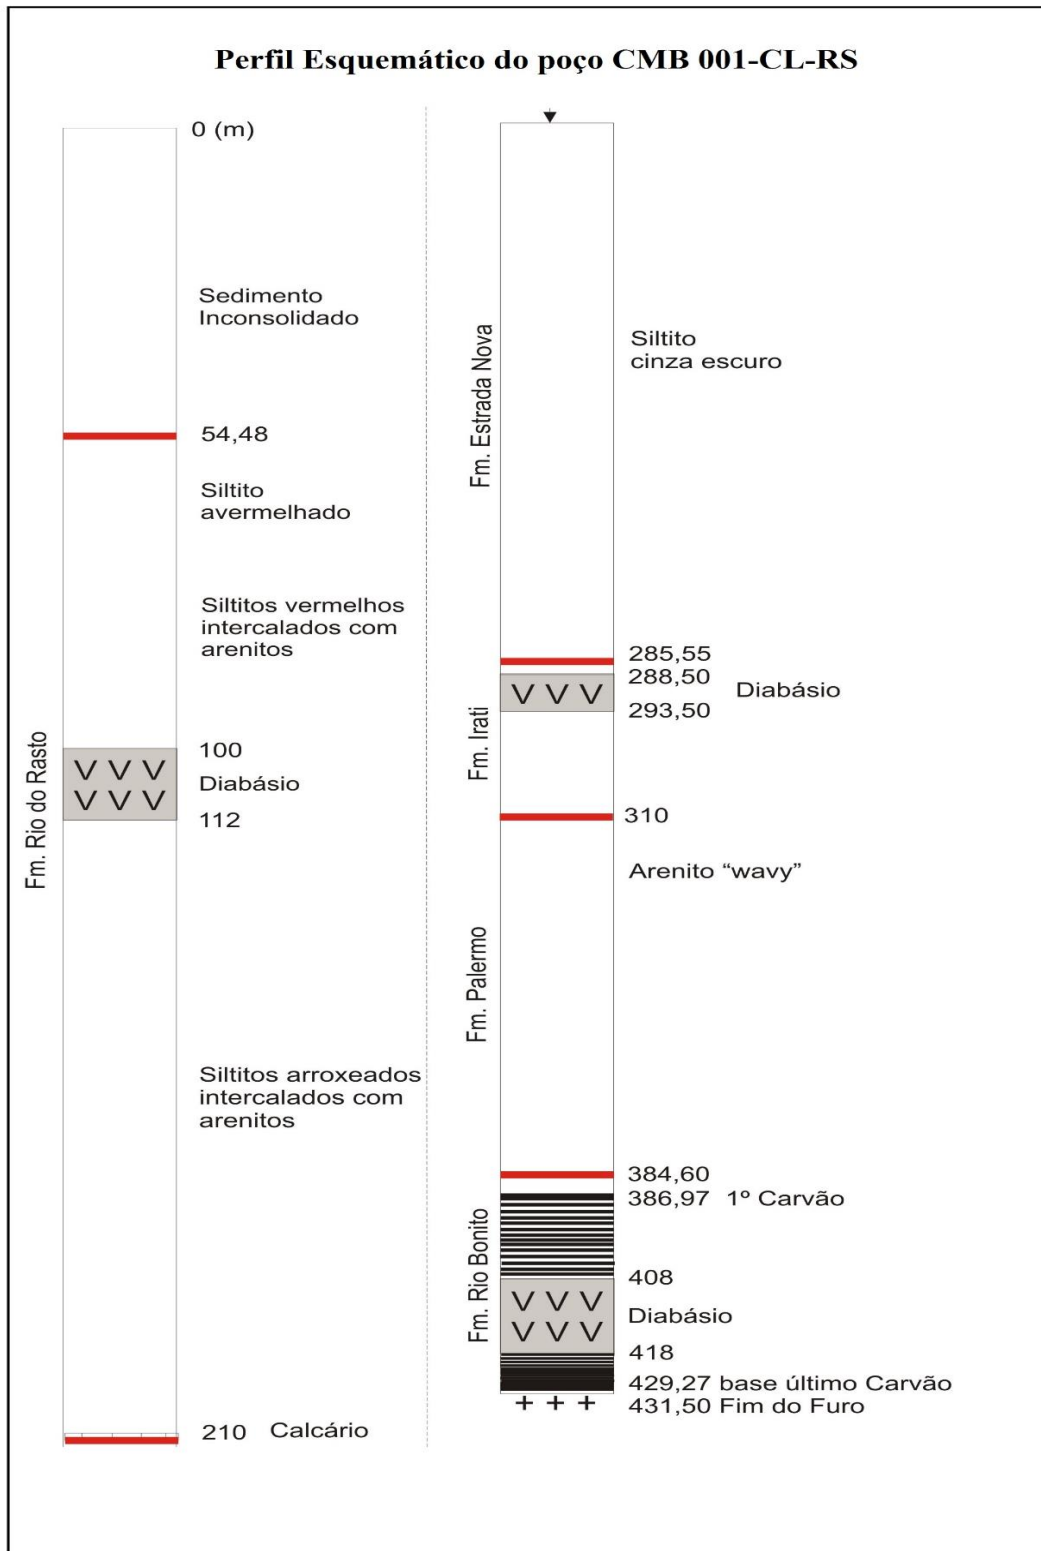 Perfil Esquemático do poço CMB 001-CL-RS
0 (m)
Sedimento
Inconsolidado
54,48
Siltito
avermelhado
Siltitos vermelhos
intercalados com
arenitos
Fm. Rio do Rasto
100
V V V
Diabásio
V V V
112
Siltitos arroxeados
intercalados com
arenitos
210 Calcário
Fm. Estrada Nova
Siltito
cinza escuro
285,55
288,50
V V V Diabásio
293,50
Fm. Irati
310
Arenito “wavy”
Fm. Palermo
384,60
386,97 1º Carvão
Fm. Rio Bonito
408
V V V
Diabásio
V V V
418
429,27 base último Carvão
+ + + 431,50 Fim do Furo